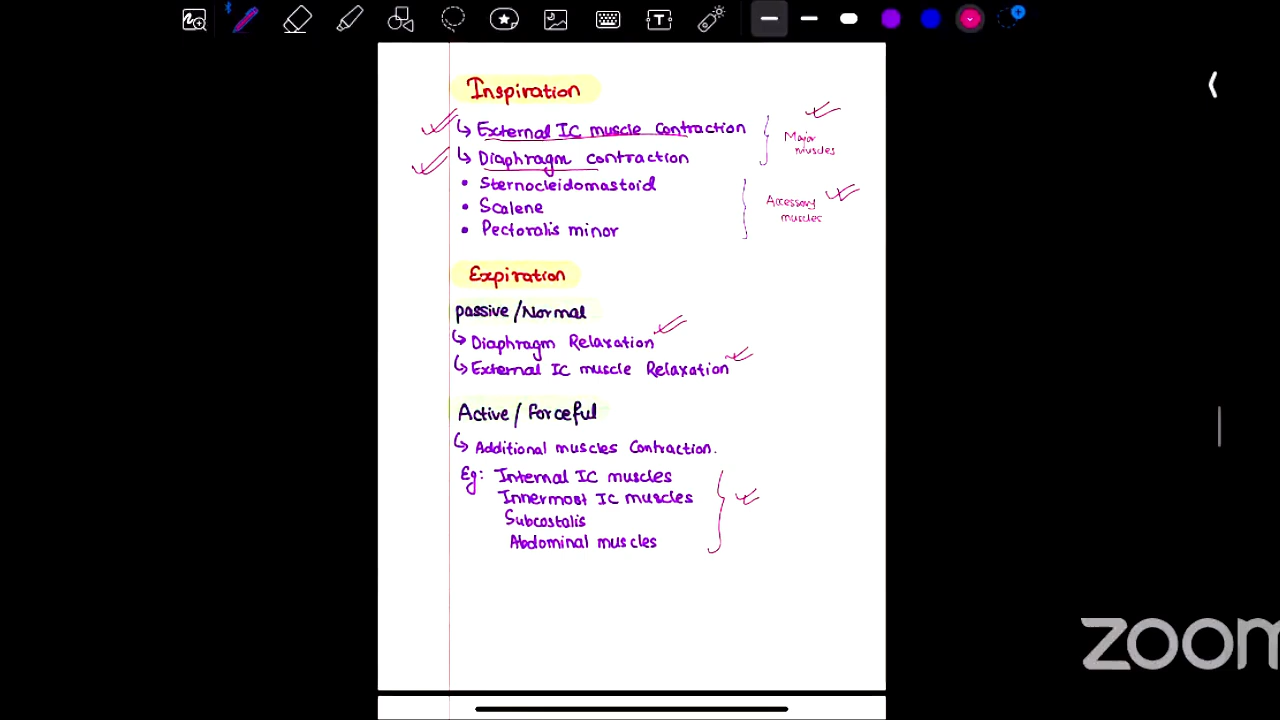 Inspiration
↳ External IC muscle Contraction
Major muscles
↳ Diaphragm contraction
• Sternocleidomastoid
• Scalene
Accessory muscles
• Pectoralis minor
Expiration
passive/Normal
↳ Diaphragm Relaxation
↳ External IC muscle Relaxation
Active/Forceful
↳ Additional muscles Contraction.
Eg: Internal IC muscles
Innermost IC muscles
Subcostalis
Abdominal muscles
zoom